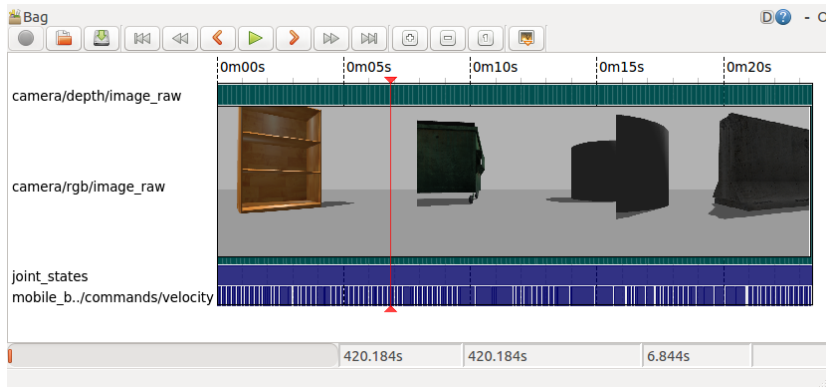 Bag
D
- O
0m00s 0m05s 0m10s 0m15s 0m20s
camera/depth/image_raw
camera/rgb/image_raw
joint_states
mobile_b../commands/velocity
420.184s 420.184s 6.844s